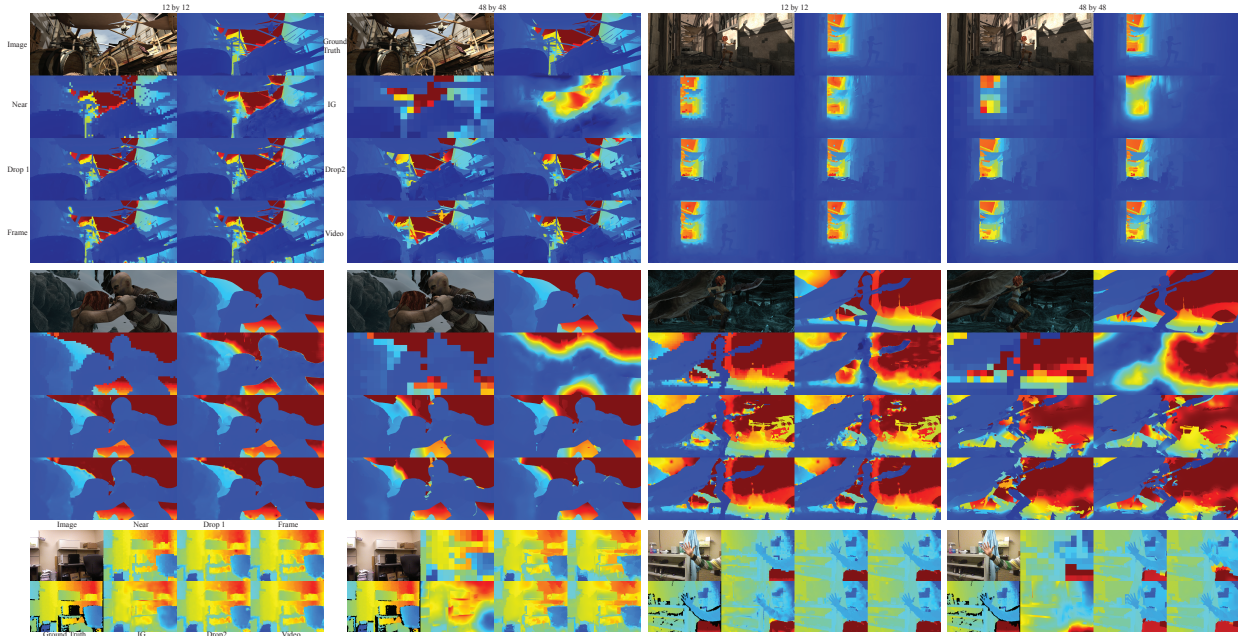 12 by 12 48 by 48 12 by 12 48 by 48
Image Ground Truth
Near IG
Drop 1 Drop2
Frame Video
Image Near Drop 1 Frame
Ground Truth IG Drop2 Video